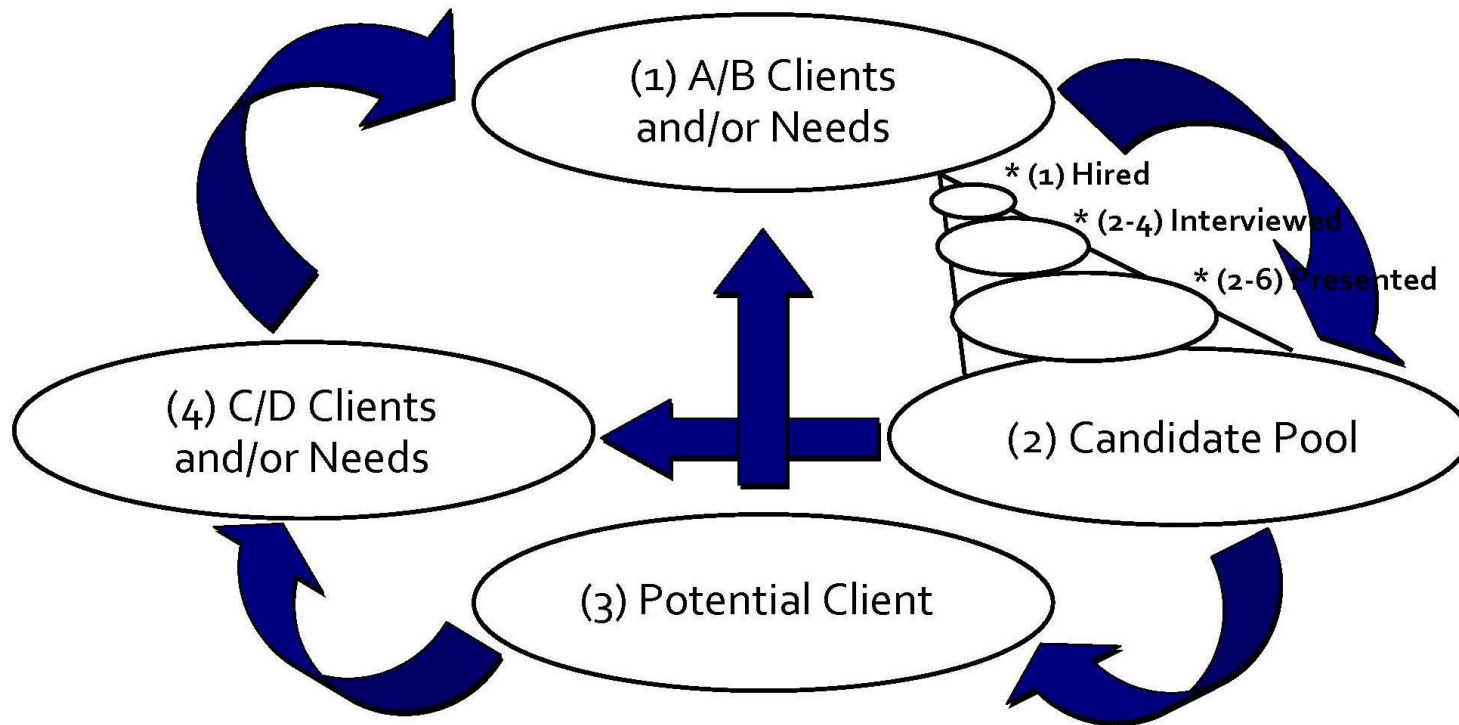 (1) A/B Clients
and/or Needs
* (1) Hired
* (2-4) Interviewed
* (2-6) Presented
(4) C/D Clients
and/or Needs
(2) Candidate Pool
(3) Potential Client